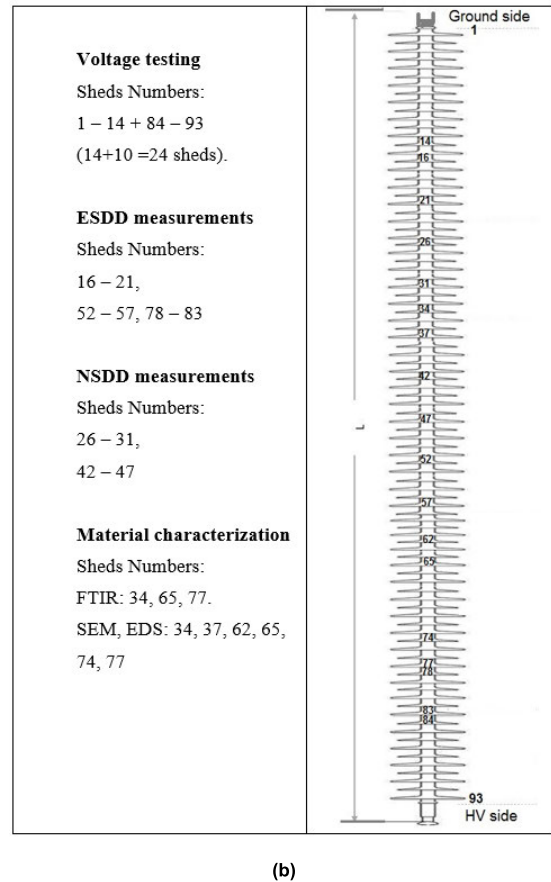 Voltage testing
Sheds Numbers:
1 – 14 + 84 – 93
(14+10 =24 sheds).
ESDD measurements
Sheds Numbers:
16 – 21,
52 – 57, 78 – 83
NSDD measurements
Sheds Numbers:
26 – 31,
42 – 47
Material characterization
Sheds Numbers:
FTIR: 34, 65, 77.
SEM, EDS: 34, 37, 62, 65,
74, 77
Ground side
1
14
16
21
26
31
34
37
42
47
L
52
57
62
65
74
77
78
83
84
93
HV side
(b)